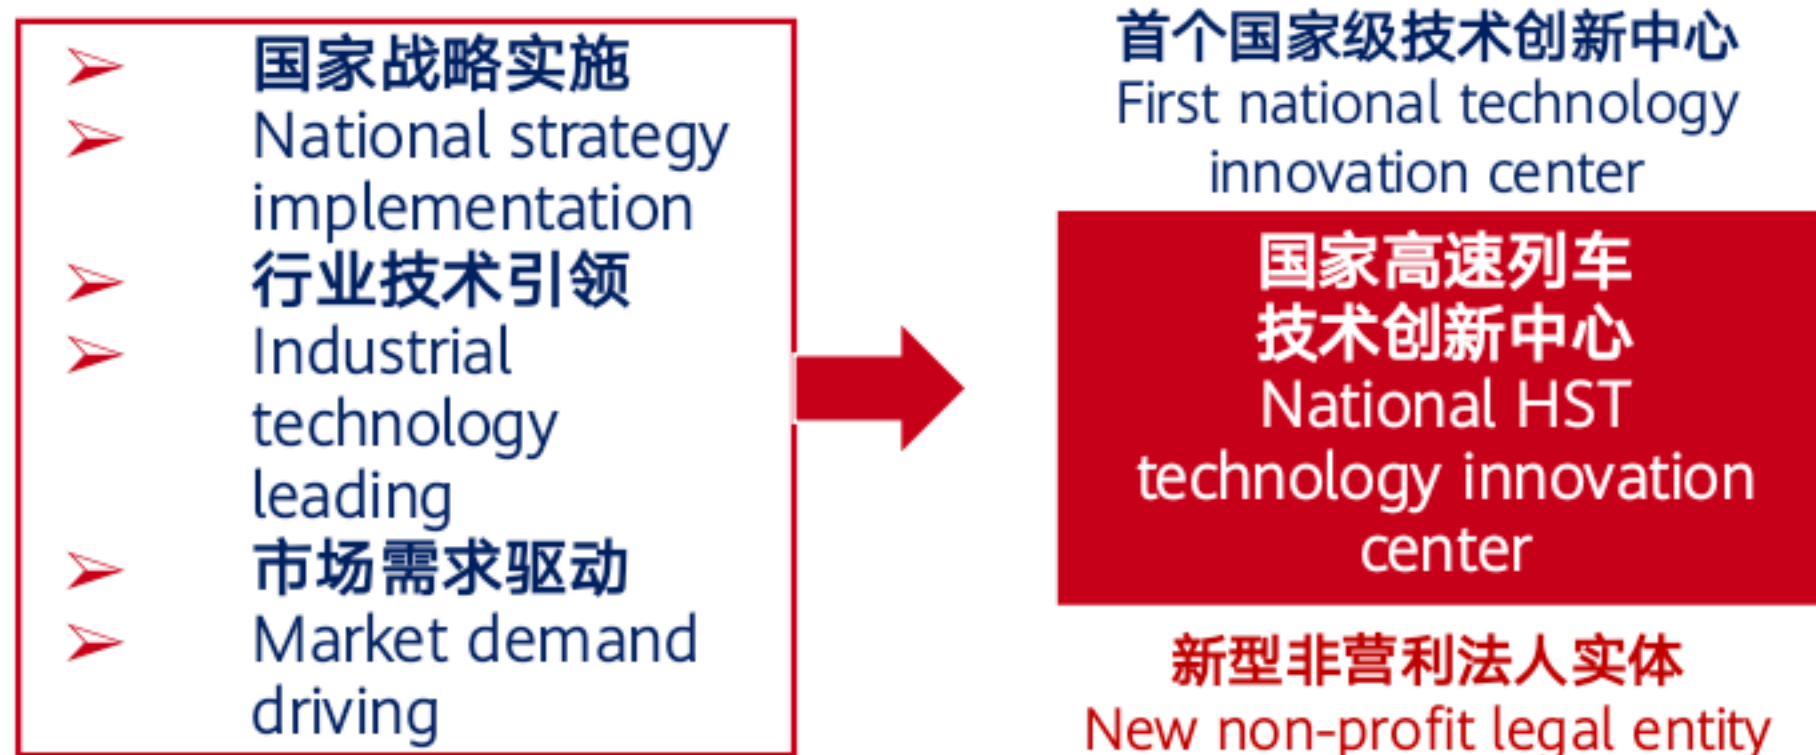 国家战略实施
National strategy
implementation
行业技术引领
Industrial
technology
leading
市场需求驱动
Market demand
driving
首个国家级技术创新中心
First national technology
innovation center
国家高速列车
技术创新中心
National HST
technology innovation
center
新型非营利法人实体
New non-profit legal entity